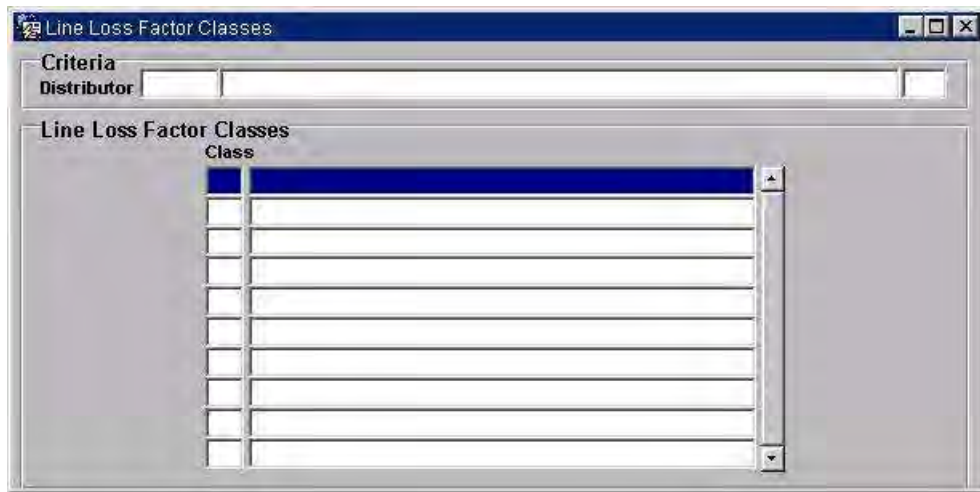 Line Loss Factor Classes
Criteria
Distributor
Line Loss Factor Classes
Class